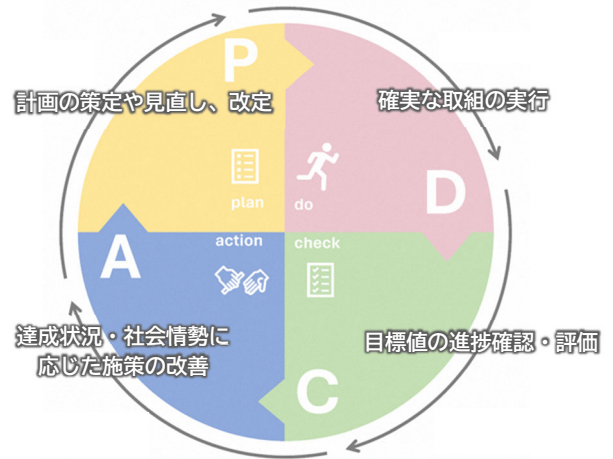 P
計画の策定や見直し、改定
plan
確実な取組の実行
do
D
action
A
達成状況・社会情勢に
応じた施策の改善
check
目標値の進捗確認・評価
C